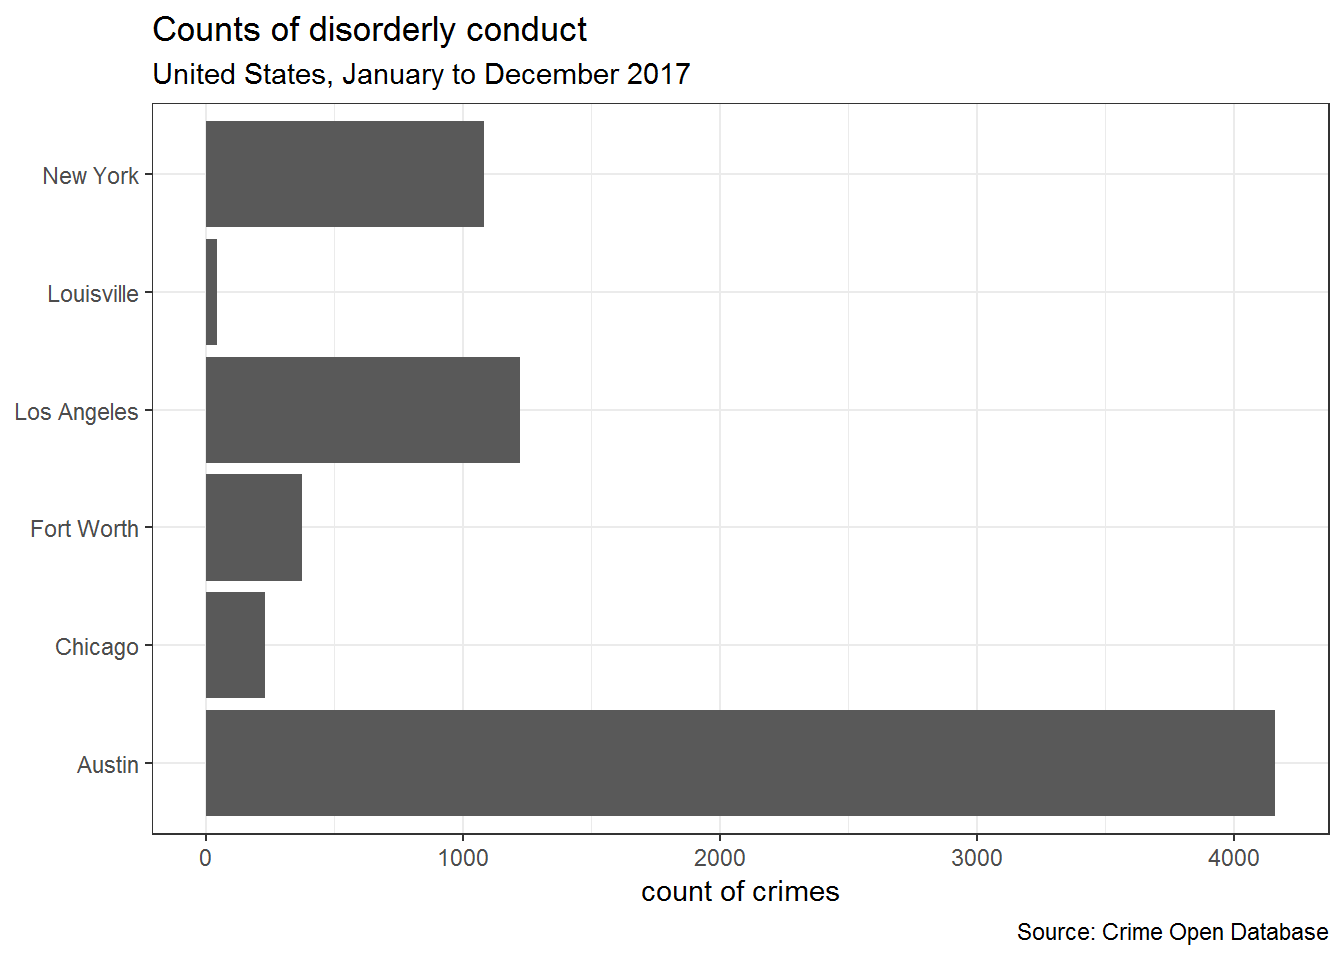 Counts of disorderly conduct
United States, January to December 2017
New York
Louisville
Los Angeles
Fort Worth
Chicago
Austin
0 1000 2000 3000 4000
count of crimes
Source: Crime Open Database